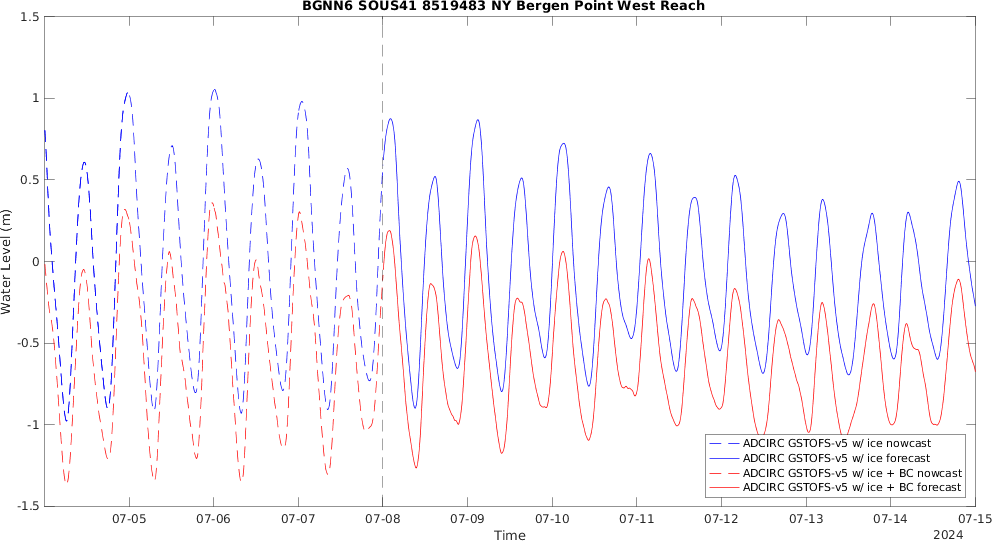 BGNN6 SOUS41 8519483 NY Bergen Point West Reach
1.5
1
0.5
0
-0.5
-1
-1.5
Water Level (m)
ADCIRC GSTOFS-v5 w/ ice nowcast
ADCIRC GSTOFS-v5 w/ ice forecast
ADCIRC GSTOFS-v5 w/ ice + BC nowcast
ADCIRC GSTOFS-v5 w/ ice + BC forecast
07-05 07-06 07-07 07-08 07-09 07-10 07-11 07-12 07-13 07-14 07-15
Time
2024